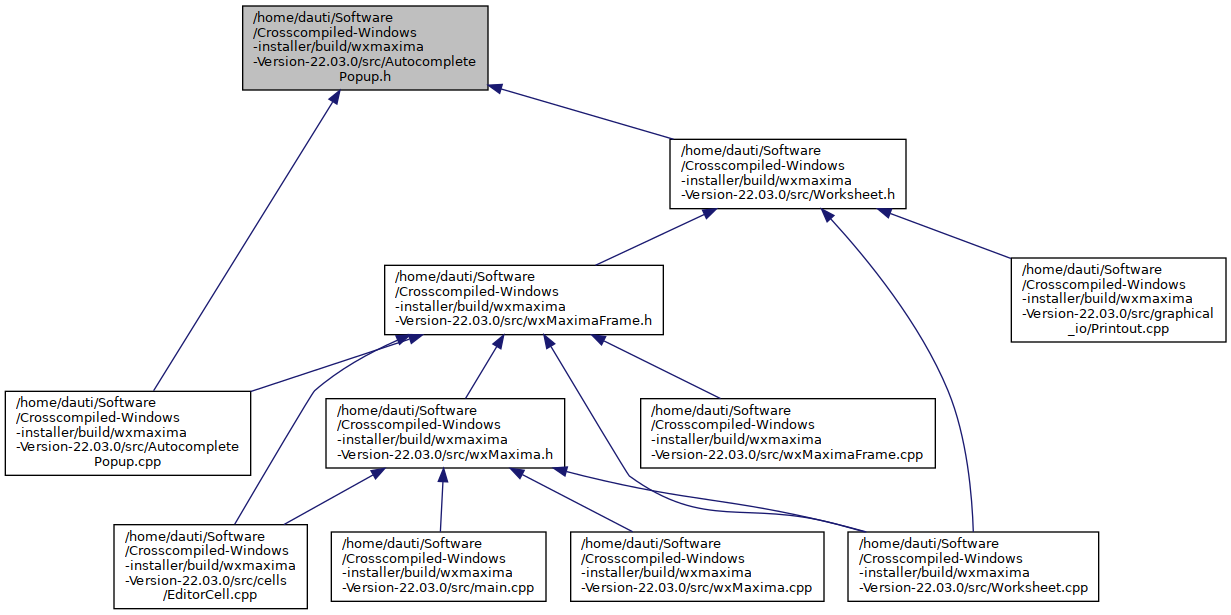 /home/dauti/Software
/Crosscompiled-Windows
-installer/build/wxmaxima
-Version-22.03.0/src/Autocomplete
Popup.h
/home/dauti/Software
/Crosscompiled-Windows
-installer/build/wxmaxima
-Version-22.03.0/src/Worksheet.h
/home/dauti/Software
/Crosscompiled-Windows
-installer/build/wxmaxima
-Version-22.03.0/src/wxMaximaFrame.h
/home/dauti/Software
/Crosscompiled-Windows
-installer/build/wxmaxima
-Version-22.03.0/src/graphical
_io/Printout.cpp
/home/dauti/Software
/Crosscompiled-Windows
-installer/build/wxmaxima
-Version-22.03.0/src/Autocomplete
Popup.cpp
/home/dauti/Software
/Crosscompiled-Windows
-installer/build/wxmaxima
-Version-22.03.0/src/wxMaxima.h
/home/dauti/Software
/Crosscompiled-Windows
-installer/build/wxmaxima
-Version-22.03.0/src/wxMaximaFrame.cpp
/home/dauti/Software
/Crosscompiled-Windows
-installer/build/wxmaxima
-Version-22.03.0/src/cells
/EditorCell.cpp
/home/dauti/Software
/Crosscompiled-Windows
-installer/build/wxmaxima
-Version-22.03.0/src/main.cpp
/home/dauti/Software
/Crosscompiled-Windows
-installer/build/wxmaxima
-Version-22.03.0/src/wxMaxima.cpp
/home/dauti/Software
/Crosscompiled-Windows
-installer/build/wxmaxima
-Version-22.03.0/src/Worksheet.cpp